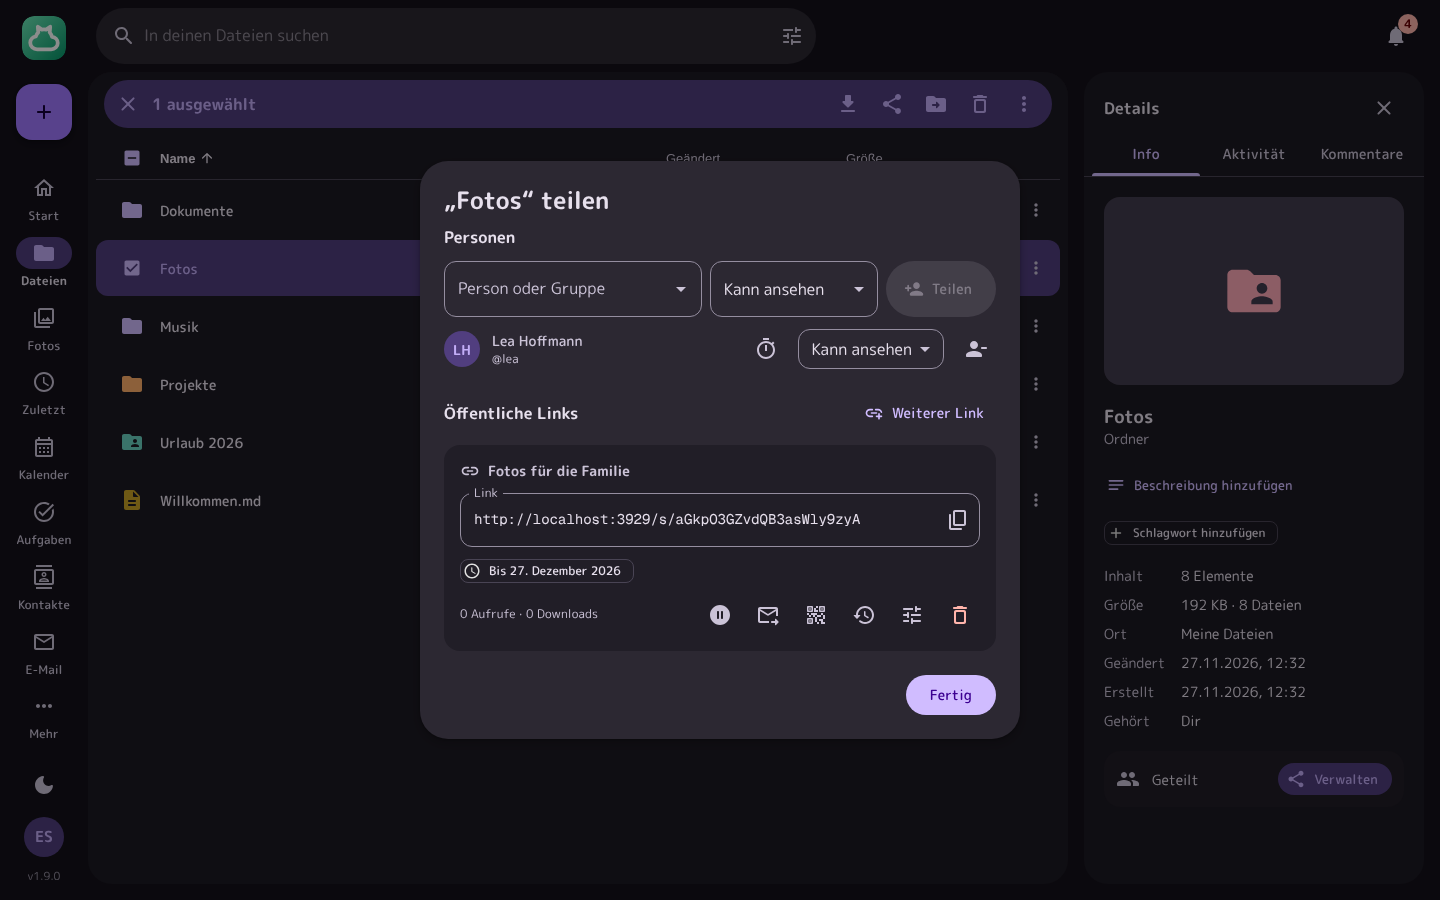 In deinen Dateien suchen
4
1 ausgewählt
Name
Geändert
Größe
Start
Dateien
Fotos
Zuletzt
Kalender
Aufgaben
Kontakte
E-Mail
Mehr
ES
v1.9.0
Dokumente
Fotos
Musik
Projekte
Urlaub 2026
Willkommen.md
„Fotos“ teilen
Personen
Person oder Gruppe
Kann ansehen
Teilen
LH
Lea Hoffmann
@lea
Kann ansehen
Öffentliche Links
Weiterer Link
Fotos für die Familie
Link
http://localhost:3929/s/aGkpO3GZvdQB3asWly9zyA
Bis 27. Dezember 2026
0 Aufrufe · 0 Downloads
Fertig
Details
Info
Aktivität
Kommentare
Fotos
Ordner
Beschreibung hinzufügen
Schlagwort hinzufügen
Inhalt 8 Elemente
Größe 192 KB · 8 Dateien
Ort Meine Dateien
Geändert 27.11.2026, 12:32
Erstellt 27.11.2026, 12:32
Gehört Dir
Geteilt
Verwalten